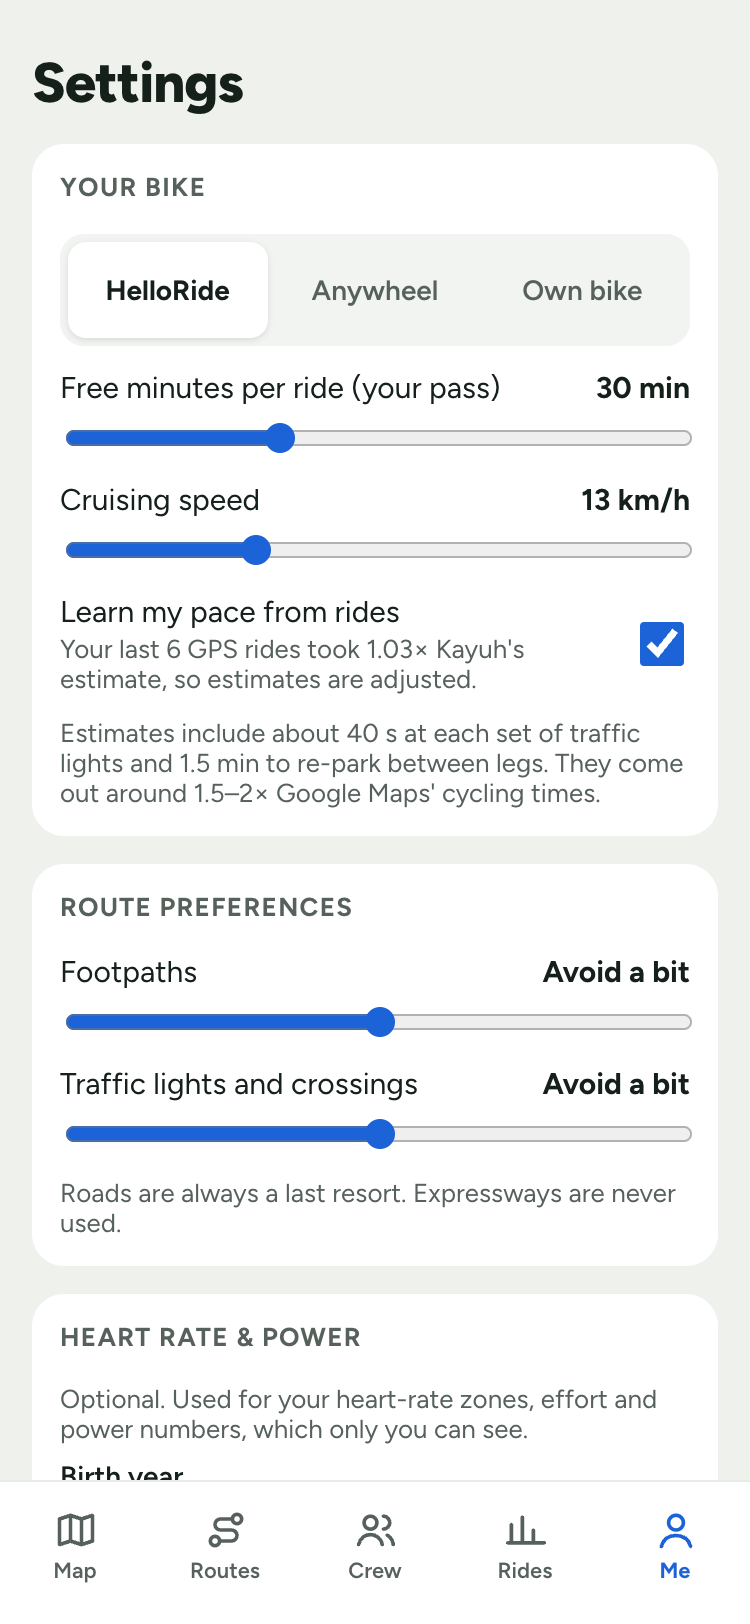 Settings
YOUR BIKE
HelloRide
Anywheel
Own bike
Free minutes per ride (your pass)
30 min
Cruising speed
13 km/h
Learn my pace from rides
Your last 6 GPS rides took 1.03× Kayuh's
estimate, so estimates are adjusted.
Estimates include about 40 s at each set of traffic
lights and 1.5 min to re-park between legs. They come
out around 1.5–2× Google Maps' cycling times.
ROUTE PREFERENCES
Footpaths
Avoid a bit
Traffic lights and crossings
Avoid a bit
Roads are always a last resort. Expressways are never
used.
HEART RATE & POWER
Optional. Used for your heart-rate zones, effort and
power numbers, which only you can see.
Birth year
Map
Routes
Crew
Rides
Me